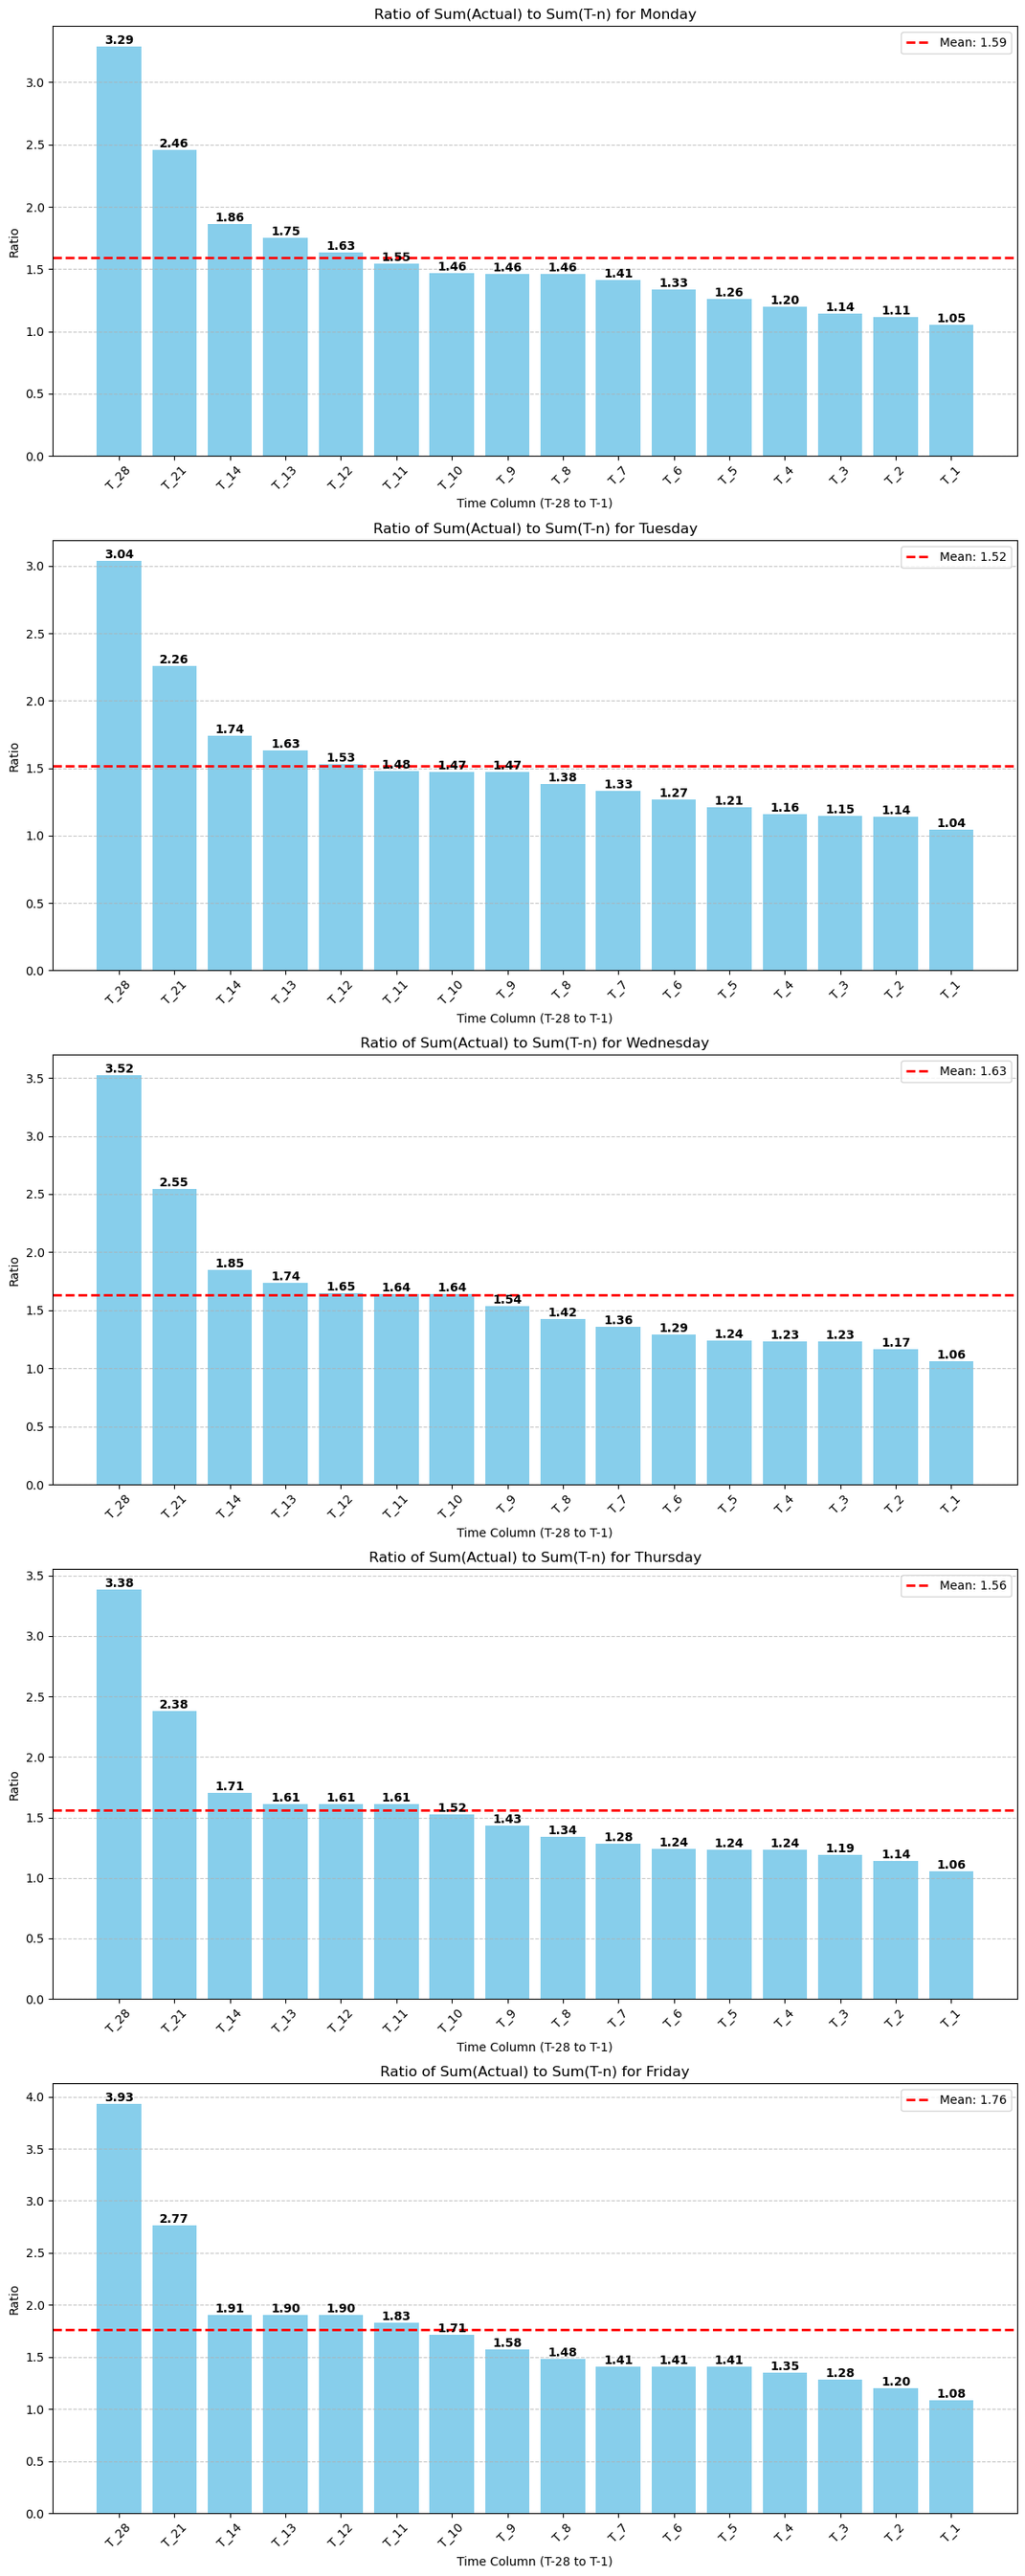 Ratio of Sum(Actual) to Sum(T-n) for Monday
Mean: 1.59
3.29 2.46 1.86 1.75 1.63 1.55 1.46 1.46 1.46 1.41 1.33 1.26 1.20 1.14 1.11 1.05
Ratio
3.0
2.5
2.0
1.5
1.0
0.5
0.0
T_28 T_21 T_14 T_13 T_12 T_11 T_10 T_9 T_8 T_7 T_6 T_5 T_4 T_3 T_2 T_1
Time Column (T-28 to T-1)
Ratio of Sum(Actual) to Sum(T-n) for Tuesday
Mean: 1.52
3.04 2.26 1.74 1.63 1.53 1.48 1.47 1.47 1.38 1.33 1.27 1.21 1.16 1.15 1.14 1.04
Ratio
3.0
2.5
2.0
1.5
1.0
0.5
0.0
T_28 T_21 T_14 T_13 T_12 T_11 T_10 T_9 T_8 T_7 T_6 T_5 T_4 T_3 T_2 T_1
Time Column (T-28 to T-1)
Ratio of Sum(Actual) to Sum(T-n) for Wednesday
Mean: 1.63
3.52 2.55 1.85 1.74 1.65 1.64 1.64 1.54 1.42 1.36 1.29 1.24 1.23 1.23 1.17 1.06
Ratio
3.5
3.0
2.5
2.0
1.5
1.0
0.5
0.0
T_28 T_21 T_14 T_13 T_12 T_11 T_10 T_9 T_8 T_7 T_6 T_5 T_4 T_3 T_2 T_1
Time Column (T-28 to T-1)
Ratio of Sum(Actual) to Sum(T-n) for Thursday
Mean: 1.56
3.38 2.38 1.71 1.61 1.61 1.61 1.52 1.43 1.34 1.28 1.24 1.24 1.24 1.19 1.14 1.06
Ratio
3.5
3.0
2.5
2.0
1.5
1.0
0.5
0.0
T_28 T_21 T_14 T_13 T_12 T_11 T_10 T_9 T_8 T_7 T_6 T_5 T_4 T_3 T_2 T_1
Time Column (T-28 to T-1)
Ratio of Sum(Actual) to Sum(T-n) for Friday
Mean: 1.76
3.93 2.77 1.91 1.90 1.90 1.83 1.71 1.58 1.48 1.41 1.41 1.41 1.35 1.28 1.20 1.08
Ratio
4.0
3.5
3.0
2.5
2.0
1.5
1.0
0.5
0.0
T_28 T_21 T_14 T_13 T_12 T_11 T_10 T_9 T_8 T_7 T_6 T_5 T_4 T_3 T_2 T_1
Time Column (T-28 to T-1)